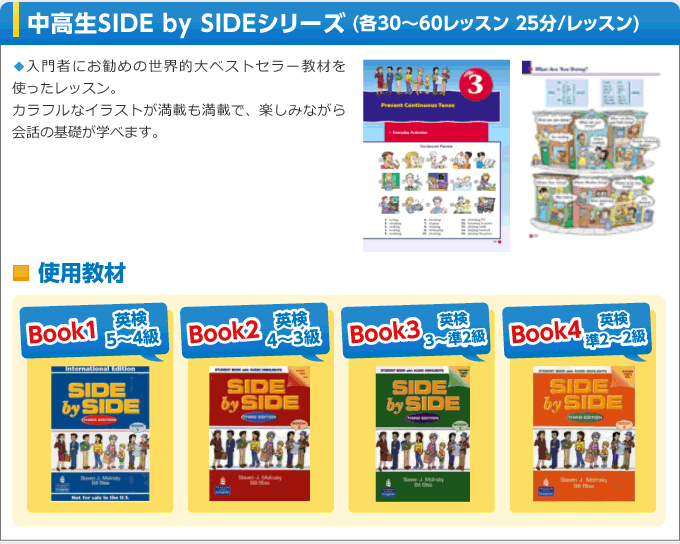 中高生SIDE by SIDEシリーズ (各30～60レッスン 25分/レッスン)
◆入門者にお勧めの世界的大ベストセラー教材を
使ったレッスン。
カラフルなイラストが満載も満載で、楽しみながら
会話の基礎が学べます。
3
Present Continuous Tense
• Everyday Activities
What Are You Doing?
■ 使用教材
Book1 英検
5～4級
Book2 英検
4～3級
Book3 英検
3～準2級
Book4 英検
準2～2級
International Edition
SIDE
by SIDE
THIRD EDITION
Steven J. Molinsky
Bill Bliss
Not for sale in the U.S.
STUDENT BOOK with AUDIO HIGHLIGHTS
SIDE
by SIDE
THIRD EDITION
Steven J. Molinsky
Bill Bliss
STUDENT BOOK with AUDIO HIGHLIGHTS
SIDE
by SIDE
THIRD EDITION
Steven J. Molinsky
Bill Bliss
STUDENT BOOK with AUDIO HIGHLIGHTS
SIDE
by SIDE
THIRD EDITION
Steven J. Molinsky
Bill Bliss